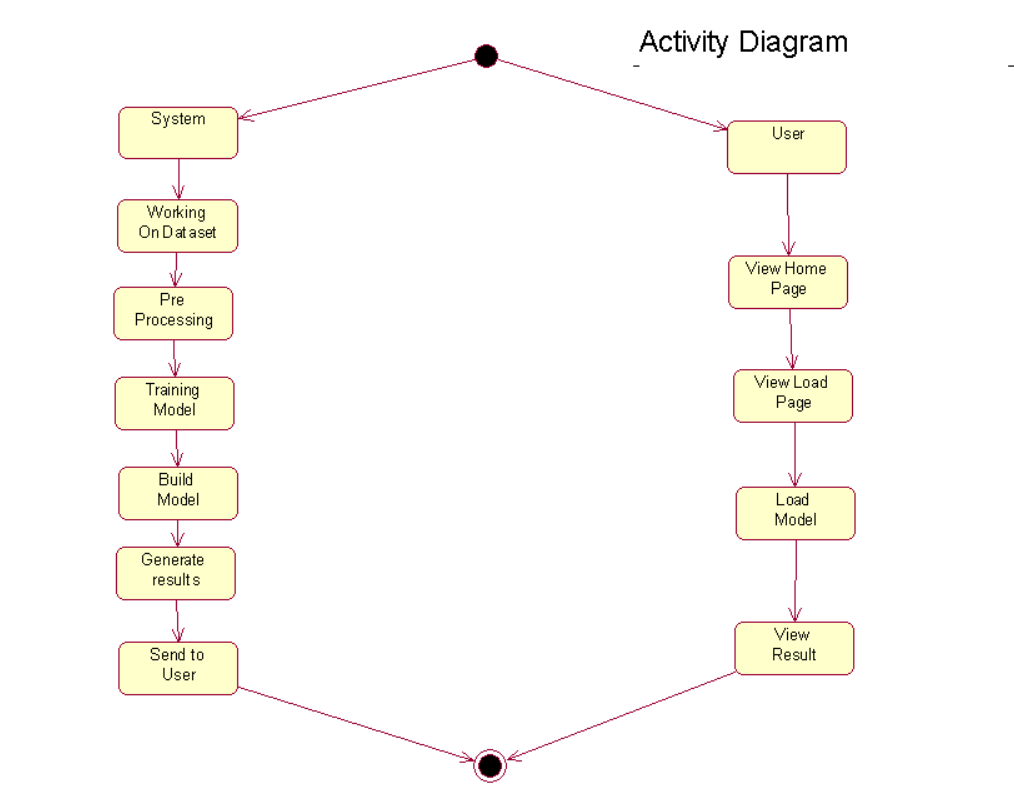 Activity Diagram
System
Working
On Dataset
Pre
Processing
Training
Model
Build
Model
Generate
results
Send to
User
User
View Home
Page
View Load
Page
Load
Model
View
Result